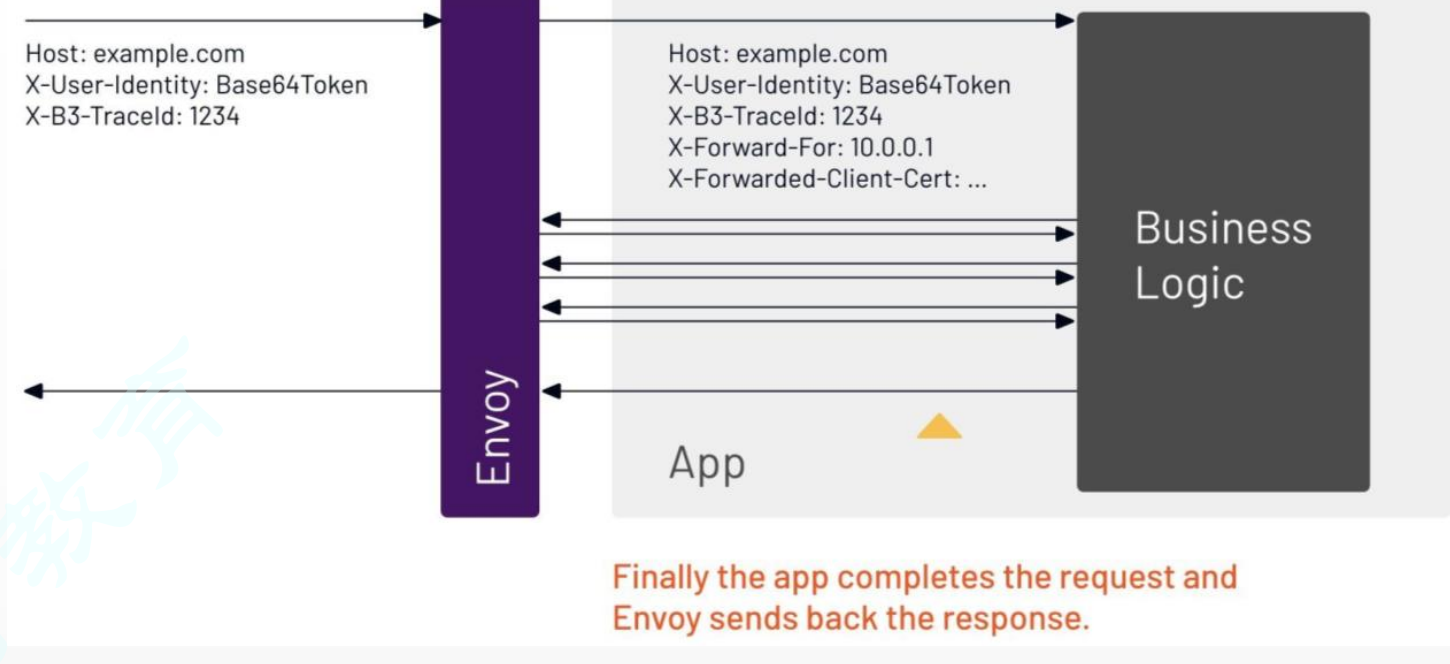 Host: example.com
X-User-Identity: Base64Token
X-B3-TraceId: 1234
Host: example.com
X-User-Identity: Base64Token
X-B3-TraceId: 1234
X-Forward-For: 10.0.0.1
X-Forwarded-Client-Cert: ...
Business
Logic
Envoy
App
Finally the app completes the request and
Envoy sends back the response.
教育